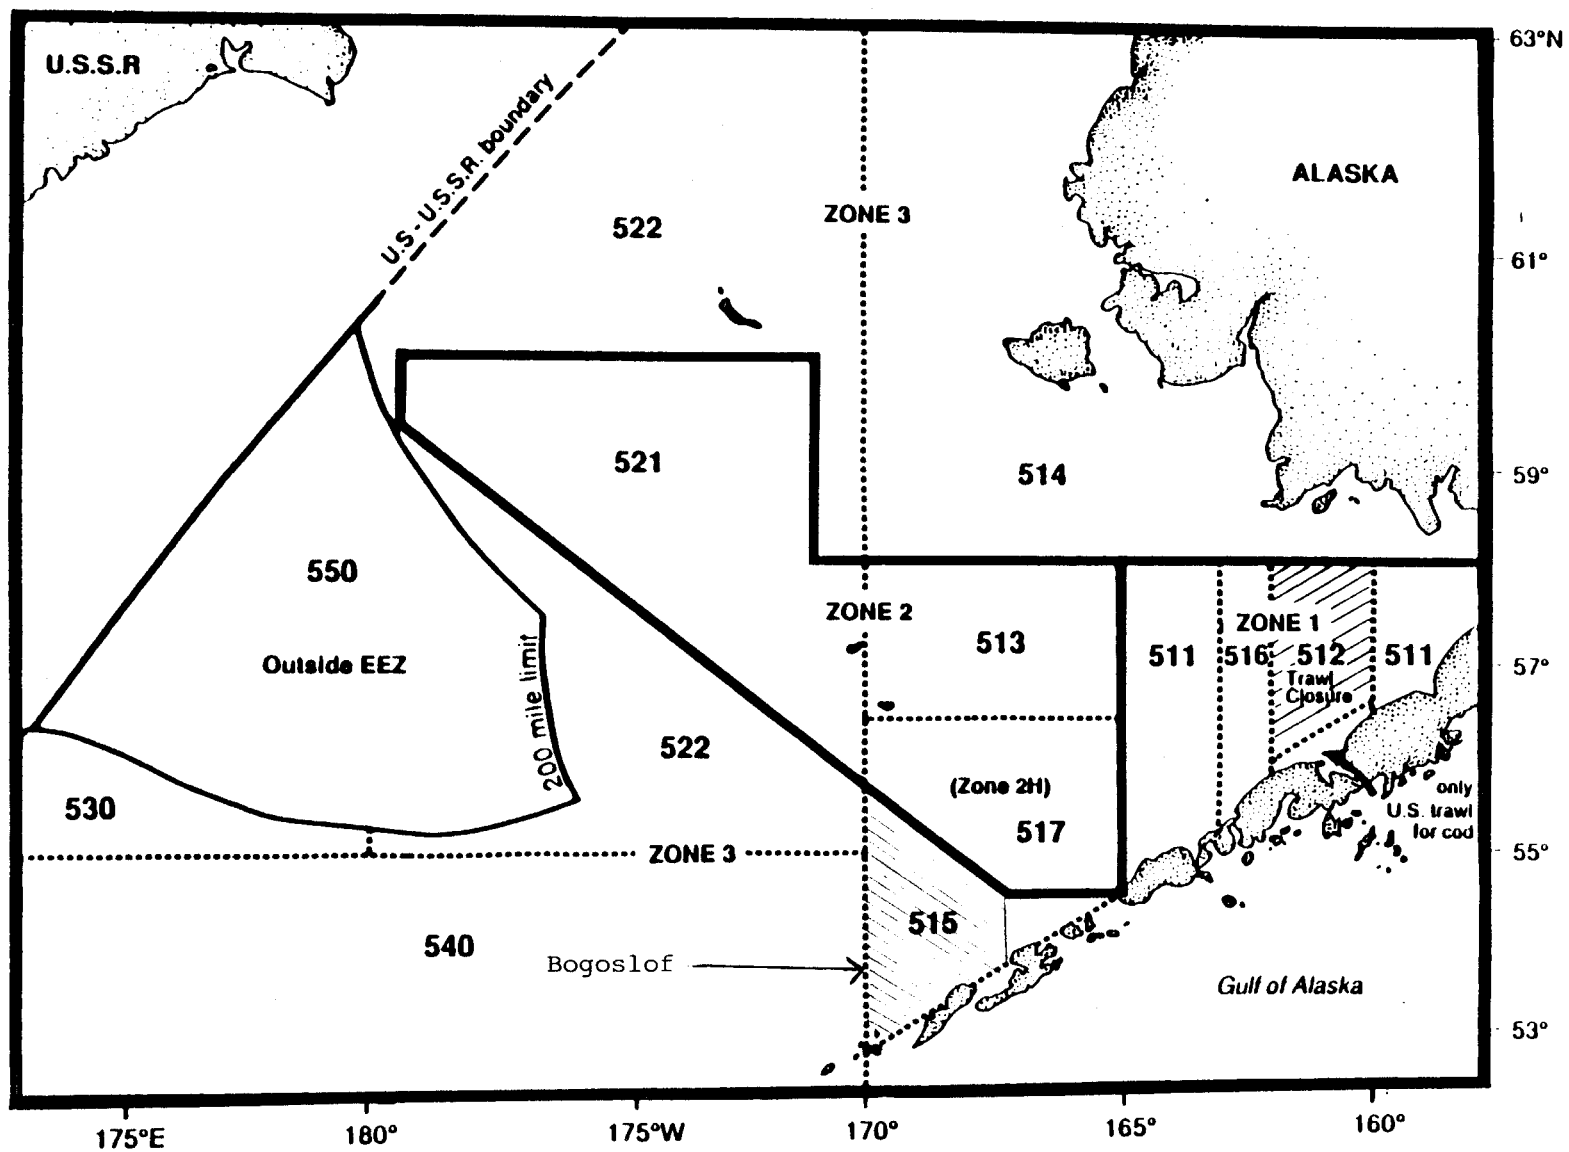 63°N
U.S.S.R
U.S - U.S.S.R. boundary
ALASKA
522
ZONE 3
61°
521
514
59°
550
ZONE 2
513
ZONE 1
511
516
512
511
Trawl
Closure
57°
Outside EEZ
200 mile limit
522
(Zone 2H)
517
530
only
U.S. trawl
for cod
ZONE 3
55°
540
515
Bogoslof
Gulf of Alaska
53°
175°E
180°
175°W
170°
165°
160°